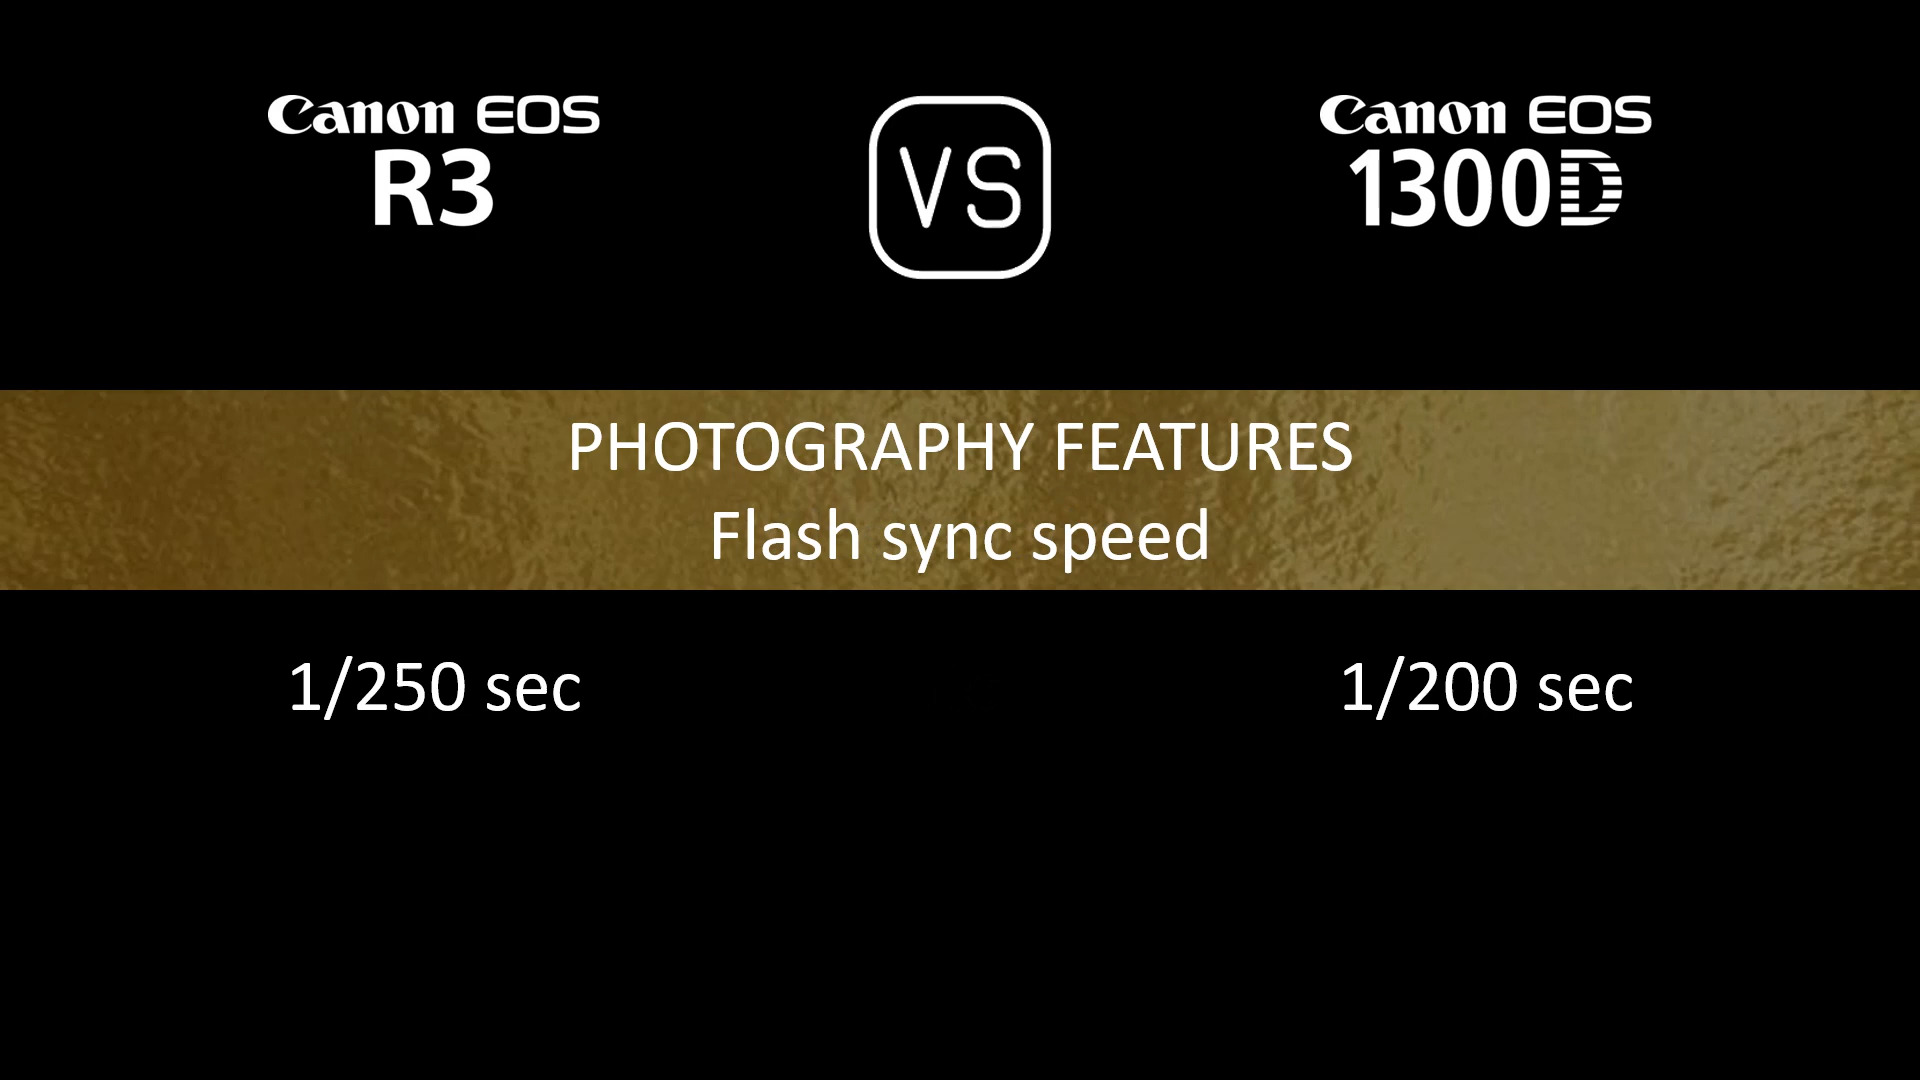 Canon EOS
R3
VS
Canon EOS
1300D
PHOTOGRAPHY FEATURES
Flash sync speed
1/250 sec
1/200 sec